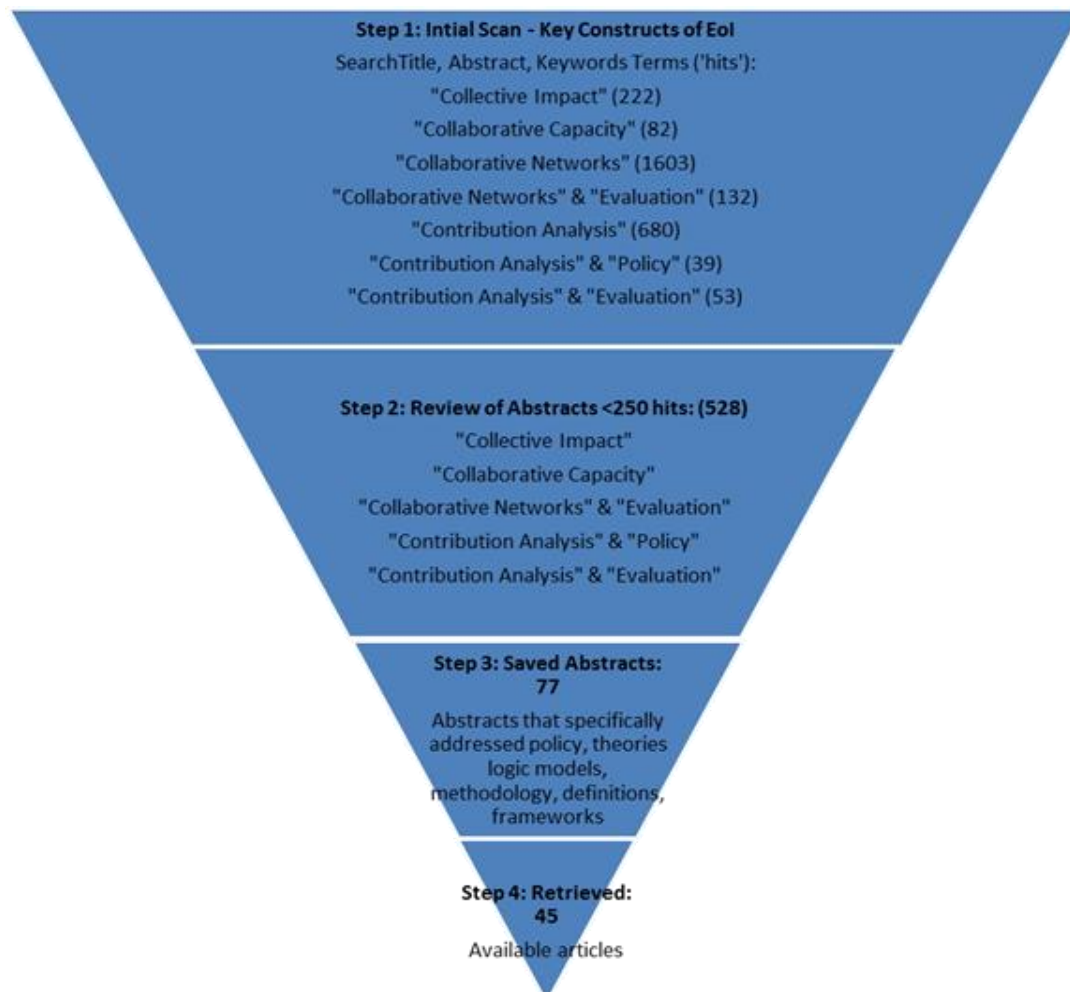 Step 1: Intial Scan - Key Constructs of EoI
SearchTitle, Abstract, Keywords Terms ('hits'):
"Collective Impact" (222)
"Collaborative Capacity" (82)
"Collaborative Networks" (1603)
"Collaborative Networks" & "Evaluation" (132)
"Contribution Analysis" (680)
"Contribution Analysis" & "Policy" (39)
"Contribution Analysis" & "Evaluation" (53)
Step 2: Review of Abstracts <250 hits: (528)
"Collective Impact"
"Collaborative Capacity"
"Collaborative Networks" & "Evaluation"
"Contribution Analysis" & "Policy"
"Contribution Analysis" & "Evaluation"
Step 3: Saved Abstracts:
77
Abstracts that specifically
addressed policy, theories
logic models,
methodology, definitions,
frameworks
Step 4: Retrieved:
45
Available articles